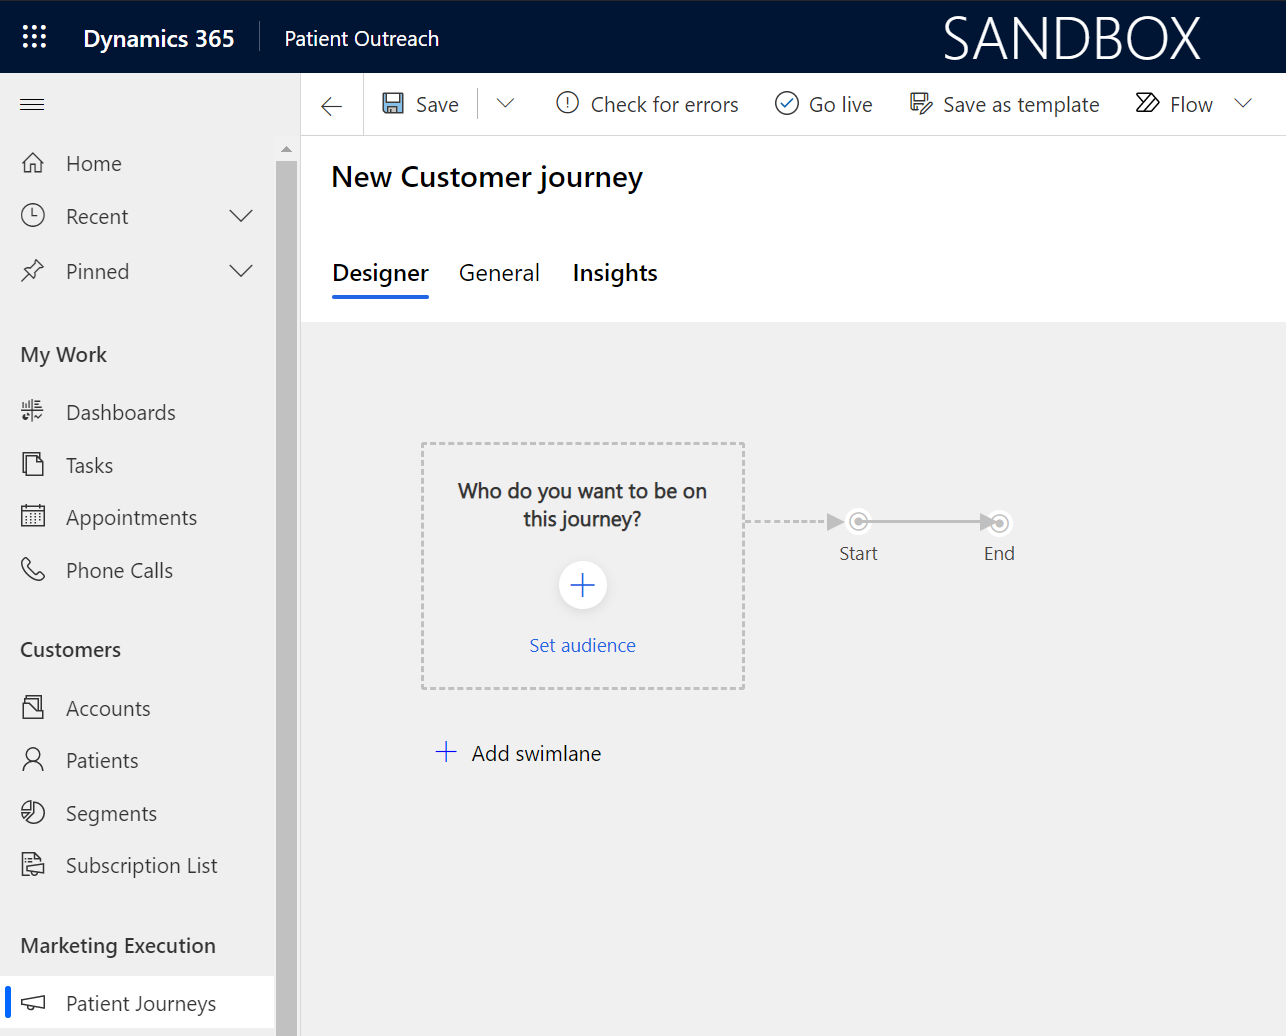 Dynamics 365
Patient Outreach
SANDBOX
Save
Check for errors
Go live
Save as template
Flow
Home
Recent
Pinned
My Work
Dashboards
Tasks
Appointments
Phone Calls
Customers
Accounts
Patients
Segments
Subscription List
Marketing Execution
Patient Journeys
New Customer journey
Designer
General
Insights
Who do you want to be on
this journey?
Set audience
Start
End
Add swimlane